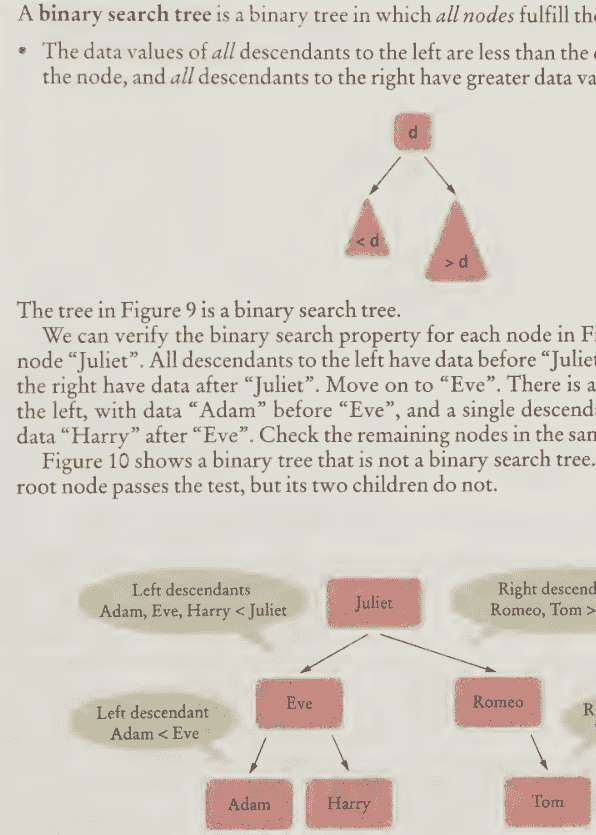 A binary search tree is a binary tree in which all nodes fulfill the
• The data values of all descendants to the left are less than the
the node, and all descendants to the right have greater data va
d
< d
> d
The tree in Figure 9 is a binary search tree.
We can verify the binary search property for each node in Fi
node “Juliet”. All descendants to the left have data before “Juliet
the right have data after “Juliet”. Move on to “Eve”. There is a
the left, with data “Adam” before “Eve”, and a single descend
data “Harry” after “Eve”. Check the remaining nodes in the sam
Figure 10 shows a binary tree that is not a binary search tree.
root node passes the test, but its two children do not.
Left descendants
Adam, Eve, Harry < Juliet
Juliet
Right descend
Romeo, Tom >
Left descendant
Adam < Eve
Eve
Romeo
R
Adam
Harry
Tom